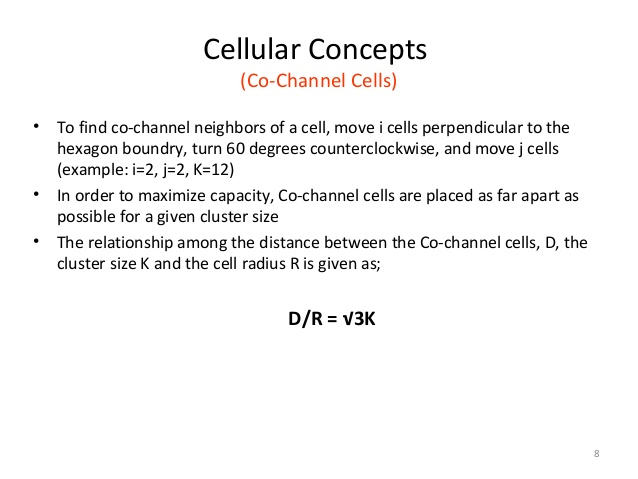 Cellular Concepts
(Co-Channel Cells)
• To find co-channel neighbors of a cell, move i cells perpendicular to the
hexagon boundry, turn 60 degrees counterclockwise, and move j cells
(example: i=2, j=2, K=12)
• In order to maximize capacity, Co-channel cells are placed as far apart as
possible for a given cluster size
• The relationship among the distance between the Co-channel cells, D, the
cluster size K and the cell radius R is given as;
D/R = √3K
8